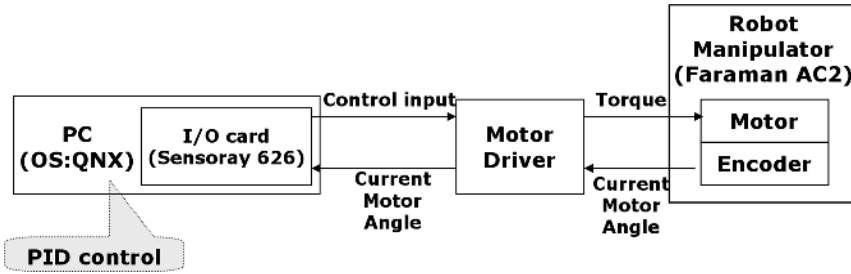 Robot
Manipulator
(Faraman AC2)
Control input
Torque
PC
(OS:QNX)
I/O card
(Sensoray 626)
Motor
Driver
Motor
Encoder
Current
Motor
Angle
Current
Motor
Angle
PID control